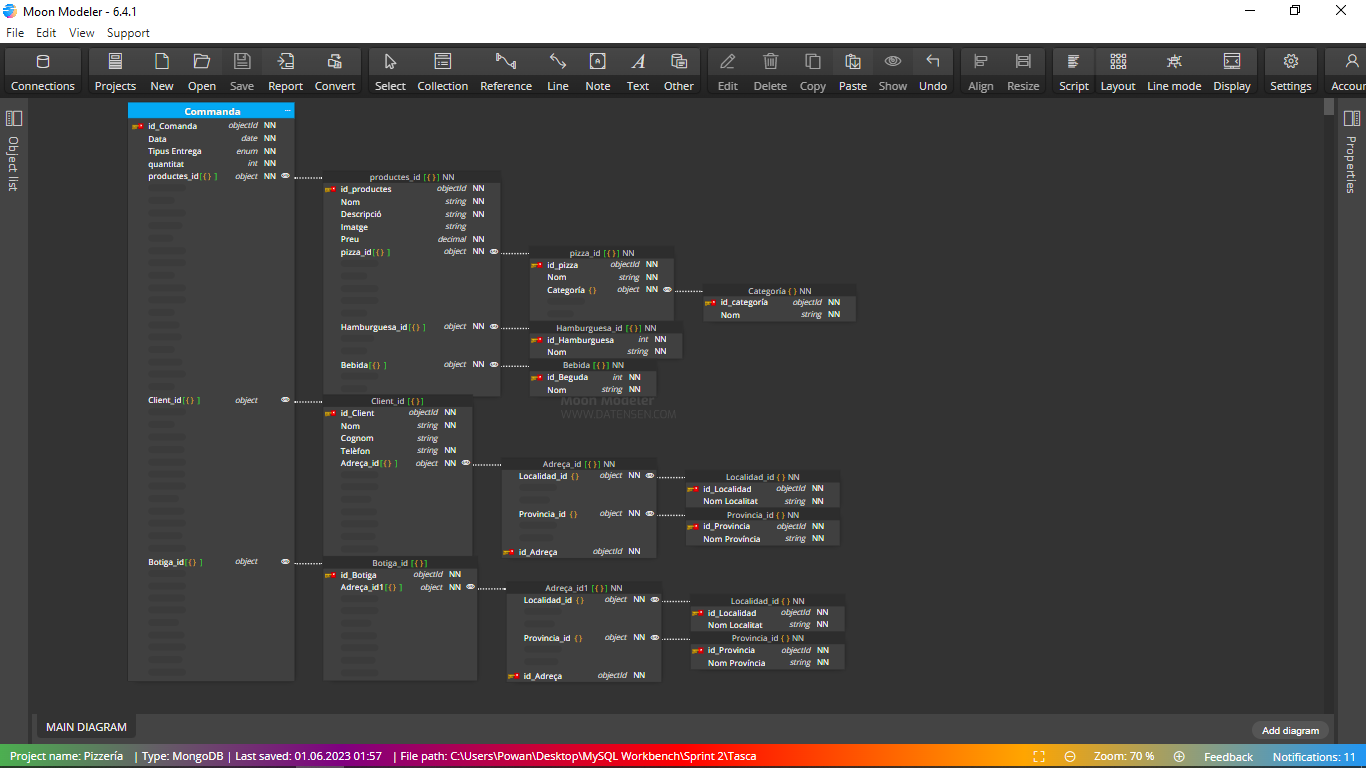 Moon Modeler - 6.4.1
File Edit View Support
Connections Projects New Open Save Report Convert Select Collection Reference Line Note Text Other Edit Delete Copy Paste Show Undo Align Resize Script Layout Line mode Display Settings Accour
Object list
Properties
Commanda ...
id_Comanda objectId NN
Data date NN
Tipus Entrega enum NN
quantitat int NN
productes_id[{ }] object NN
productes_id [{ }] NN
id_productes objectId NN
Nom string NN
Descripció string NN
Imatge string
Preu decimal NN
pizza_id[{ }] object NN
pizza_id [{ }] NN
id_pizza objectId NN
Nom string NN
Categoría { } object NN
Categoría { } NN
id_categoría objectId NN
Nom string NN
Hamburguesa_id[{ }] object NN
Hamburguesa_id [{ }] NN
id_Hamburguesa int NN
Nom string NN
Bebida[{ }] object NN
Bebida [{ }] NN
id_Beguda int NN
Nom string NN
Moon Modeler
WWW.DATENSEN.COM
Client_id[{ }] object
Client_id [{ }]
id_Client objectId NN
Nom string NN
Cognom string
Telèfon string NN
Adreça_id[{ }] object NN
Adreça_id [{ }] NN
Localidad_id { } object NN
Localidad_id { } NN
id_Localidad objectId NN
Nom Localitat string NN
Provincia_id { } object NN
Provincia_id { } NN
id_Provincia objectId NN
Nom Província string NN
id_Adreça objectId NN
Botiga_id[{ }] object
Botiga_id [{ }]
id_Botiga objectId NN
Adreça_id1[{ }] object NN
Adreça_id1 [{ }] NN
Localidad_id { } object NN
Localidad_id { } NN
id_Localidad objectId NN
Nom Localitat string NN
Provincia_id { } object NN
Provincia_id { } NN
id_Provincia objectId NN
Nom Província string NN
id_Adreça objectId NN
MAIN DIAGRAM
Add diagram
Project name: Pizzería | Type: MongoDB | Last saved: 01.06.2023 01:57 | File path: C:\Users\Powan\Desktop\MySQL Workbench\Sprint 2\Tasca Zoom: 70 % Feedback Notifications: 11